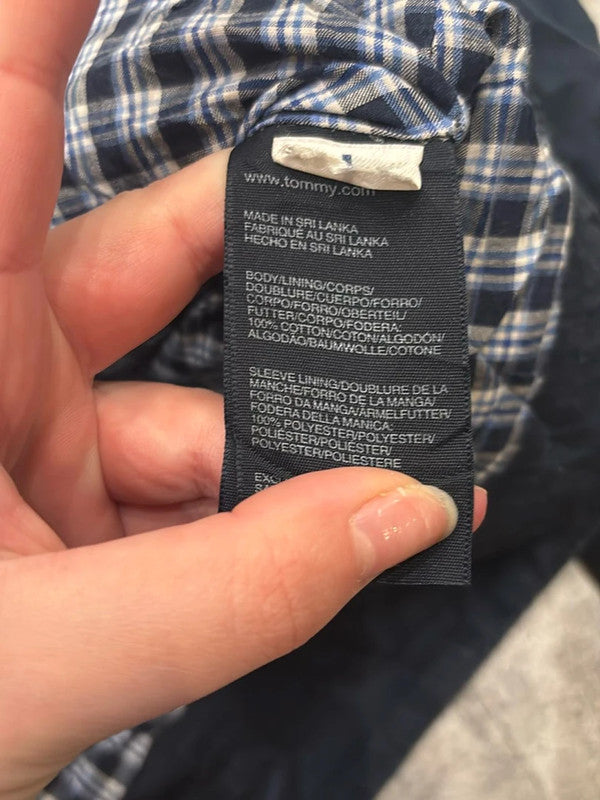 www.tommy.com
MADE IN SRI LANKA
FABRIQUÉ AU SRI LANKA
HECHO EN SRI LANKA
BODY/LINING/CORPS/
DOUBLURE/CUERPO/FORRO/
CORPO/FORRO/OBERTEIL/
FUTTER/CORPO/FODERA:
100% COTTON/COTON/ALGODÓN/
ALGODÃO/BAUMWOLLE/COTONE
SLEEVE LINING/DOUBLURE DE LA
MANCHE/FORRO DE LA MANGA/
FORRO DA MANGA/ÄRMELFUTTER/
FODERA DELLA MANICA:
100% POLYESTER/POLYESTER/
POLIÉSTER/POLIÉSTER/
POLYESTER/POLIESTERE